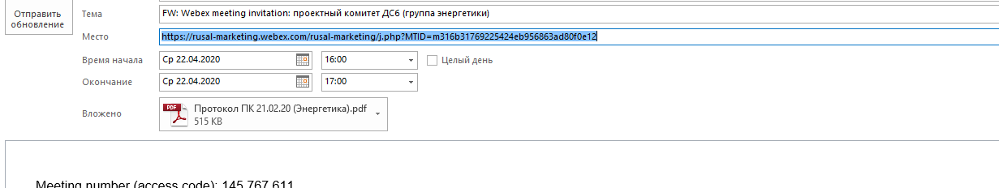 Отправить
обновление
Тема
FW: Webex meeting invitation: проектный комитет ДС6 (группа энергетики)
Место
https://rusal-marketing.webex.com/rusal-marketing/j.php?MTID=m316b31769225424eb956863ad80f0e12
Время начала
Ср 22.04.2020
16:00
Целый день
Окончание
Ср 22.04.2020
17:00
Вложено
PDF
Протокол ПК 21.02.20 (Энергетика).pdf
515 КВ
Meeting number (access code): 145 767 611